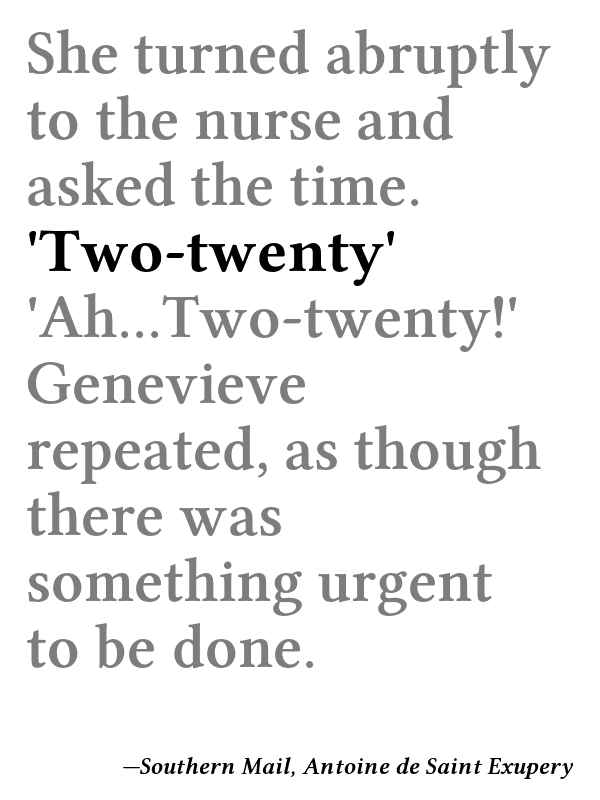 She turned abruptly
to the nurse and
asked the time.
'Two-twenty'
'Ah...Two-twenty!'
Genevieve
repeated, as though
there was
something urgent
to be done.
—Southern Mail, Antoine de Saint Exupery